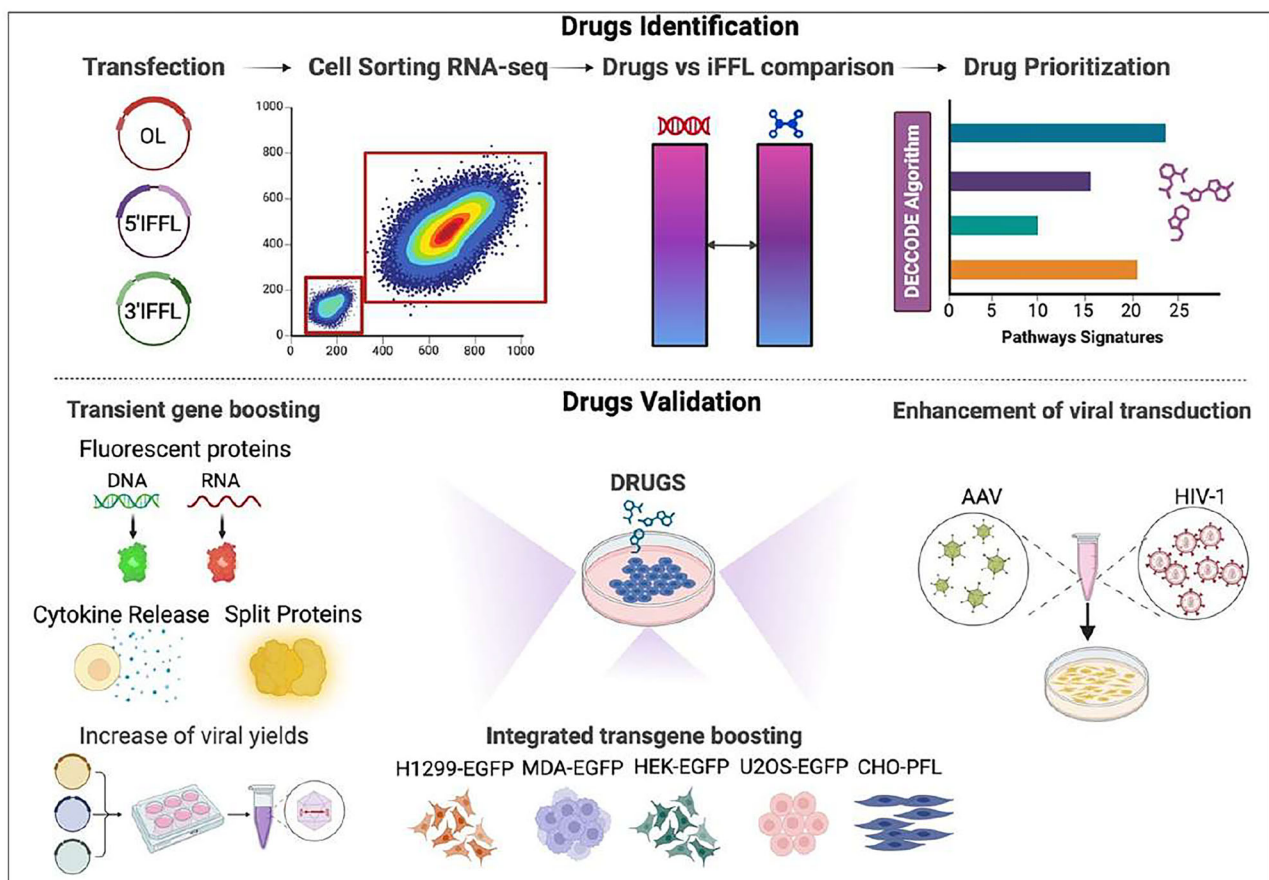 Drugs Identification
Transfection
Cell Sorting RNA-seq
Drugs vs iFFL comparison
Drug Prioritization
OL
5'IFFL
3'IFFL
1000
800
600
400
200
0
0 200 400 600 800 1000
DECCODE Algorithm
0 5 10 15 20 25
Pathways Signatures
Drugs Validation
Transient gene boosting
Fluorescent proteins
DNA RNA
Cytokine Release Split Proteins
Increase of viral yields
DRUGS
Integrated transgene boosting
H1299-EGFP MDA-EGFP HEK-EGFP U2OS-EGFP CHO-PFL
Enhancement of viral transduction
AAV HIV-1